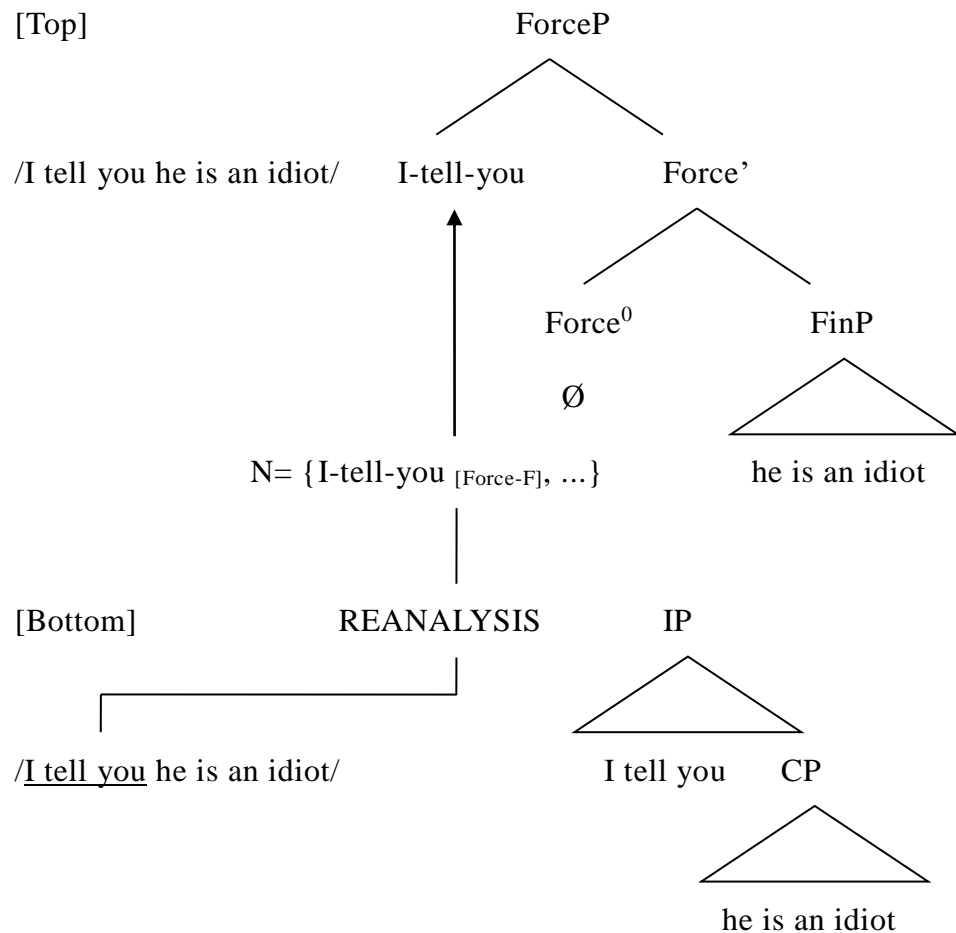 [Top] ForceP
/I tell you he is an idiot/ I-tell-you Force’
Force⁰ FinP
Ø
N= {I-tell-you [Force-F], ...} he is an idiot
[Bottom] REANALYSIS IP
/I tell you he is an idiot/ I tell you CP
he is an idiot